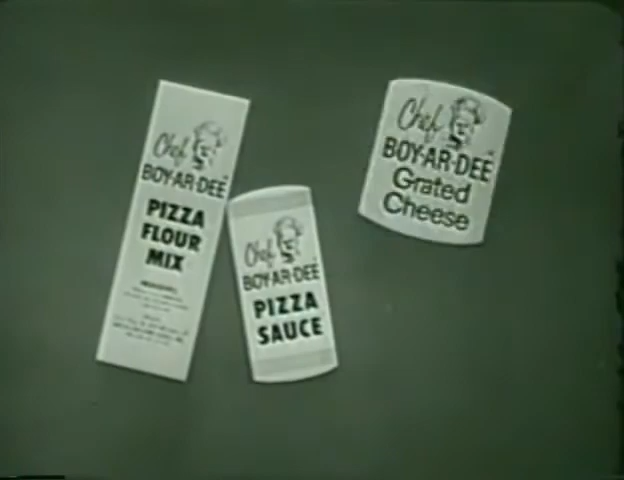 Chef
BOY-AR-DEE
PIZZA
FLOUR
MIX
Chef
BOY-AR-DEE
PIZZA
SAUCE
Chef
BOY-AR-DEE
Grated
Cheese